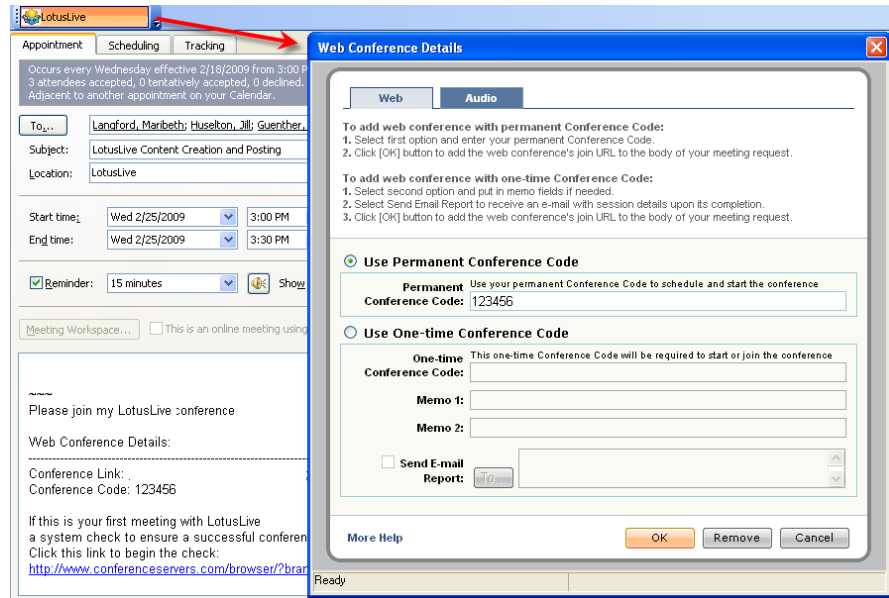 LotusLive
Appointment Scheduling Tracking
Occurs every Wednesday effective 2/18/2009 from 3:00 P
3 attendees accepted, 0 tentatively accepted, 0 declined.
Adjacent to another appointment on your Calendar.
To... Langford, Maribeth; Huselton, Jill; Guenther,
Subject: LotusLive Content Creation and Posting
Location: LotusLive
Start time: Wed 2/25/2009 3:00 PM
End time: Wed 2/25/2009 3:30 PM
Reminder: 15 minutes Show
Meeting Workspace... This is an online meeting using
~~~
Please join my LotusLive conference
Web Conference Details:
Conference Link:
Conference Code: 123456
If this is your first meeting with LotusLive
a system check to ensure a successful conferen
Click this link to begin the check:
http://www.conferenceservers.com/browser/?bran
Web Conference Details
Web Audio
To add web conference with permanent Conference Code:
1. Select first option and enter your permanent Conference Code.
2. Click [OK] button to add the web conference's join URL to the body of your meeting request.
To add web conference with one-time Conference Code:
1. Select second option and put in memo fields if needed.
2. Select Send Email Report to receive an e-mail with session details upon its completion.
3. Click [OK] button to add the web conference's join URL to the body of your meeting request.
Use Permanent Conference Code
Permanent Use your permanent Conference Code to schedule and start the conference
Conference Code: 123456
Use One-time Conference Code
One-time This one-time Conference Code will be required to start or join the conference
Conference Code:
Memo 1:
Memo 2:
Send E-mail
Report: To...
More Help OK Remove Cancel
Ready